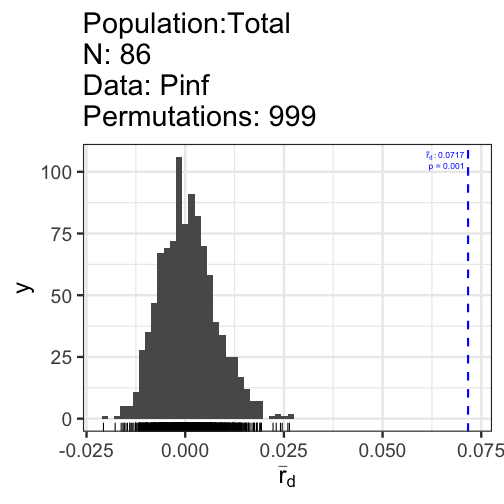 Population:Total
N: 86
Data: Pinf
Permutations: 999
r̄d: 0.0717
p = 0.001
100
75
50
25
0
y
-0.025 0.000 0.025 0.050 0.075
r̄d